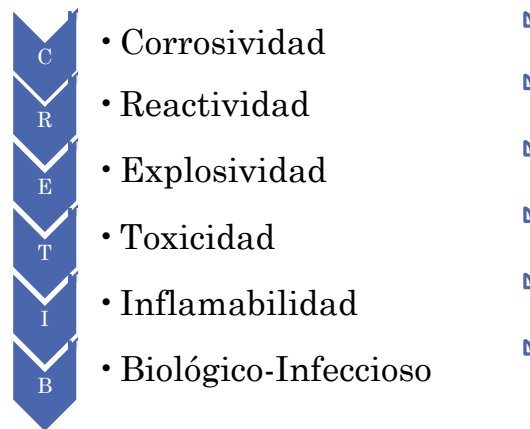 C • Corrosividad
R • Reactividad
E • Explosividad
T • Toxicidad
I • Inflamabilidad
B • Biológico-Infeccioso